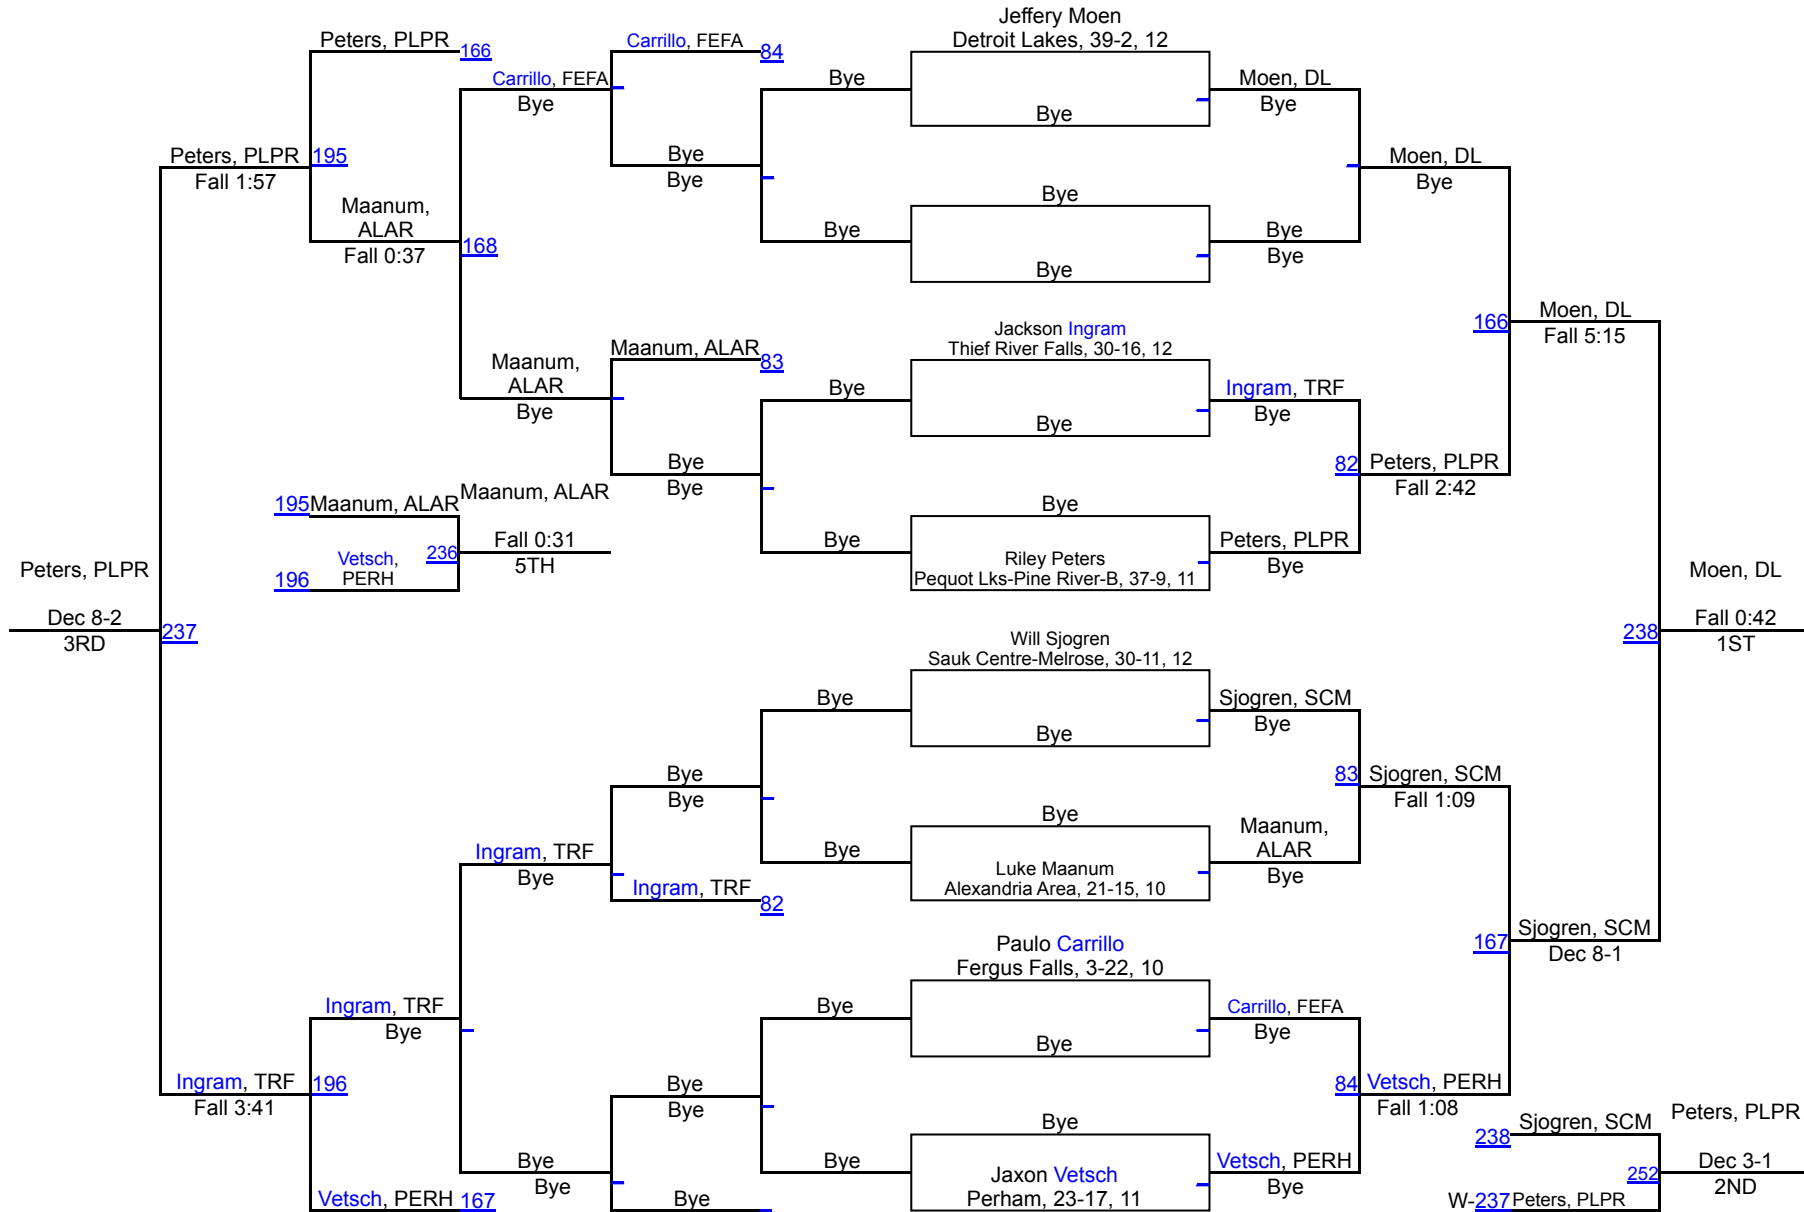 Peters, PLPR
166
Carrillo, FEFA
84
Jeffery Moen
Detroit Lakes, 39-2, 12
Carrillo, FEFA
Bye
Bye
Bye
Moen, DL
Bye
Peters, PLPR
195
Fall 1:57
Bye
Bye
Moen, DL
Bye
Maanum,
ALAR
Fall 0:37
168
Bye
Bye
Bye
Bye
Bye
Moen, DL
Fall 5:15
166
Maanum, ALAR
83
Jackson Ingram
Thief River Falls, 30-16, 12
Maanum,
ALAR
Bye
Bye
Bye
Ingram, TRF
Bye
Bye
Bye
82
Peters, PLPR
Fall 2:42
195
Maanum, ALAR
Maanum, ALAR
Fall 0:31
5TH
236
Vetsch,
PERH
196
Bye
Bye
Riley Peters
Pequot Lks-Pine River-B, 37-9, 11
Peters, PLPR
Bye
Peters, PLPR
Dec 8-2
3RD
237
Moen, DL
Fall 0:42
1ST
238
Will Sjogren
Sauk Centre-Melrose, 30-11, 12
Bye
Bye
Sjogren, SCM
Bye
Bye
Bye
83
Sjogren, SCM
Fall 1:09
Ingram, TRF
Bye
Bye
Bye
Luke Maanum
Alexandria Area, 21-15, 10
Maanum,
ALAR
Bye
Ingram, TRF
82
167
Sjogren, SCM
Dec 8-1
Paulo Carrillo
Fergus Falls, 3-22, 10
Ingram, TRF
Bye
Bye
Bye
Carrillo, FEFA
Bye
Ingram, TRF
196
Fall 3:41
Bye
Bye
84
Vetsch, PERH
Fall 1:08
Bye
Bye
Bye
Bye
Jaxon Vetsch
Perham, 23-17, 11
Vetsch, PERH
Bye
Vetsch, PERH
167
Bye
Sjogren, SCM
238
Peters, PLPR
Dec 3-1
2ND
252
W-237
Peters, PLPR